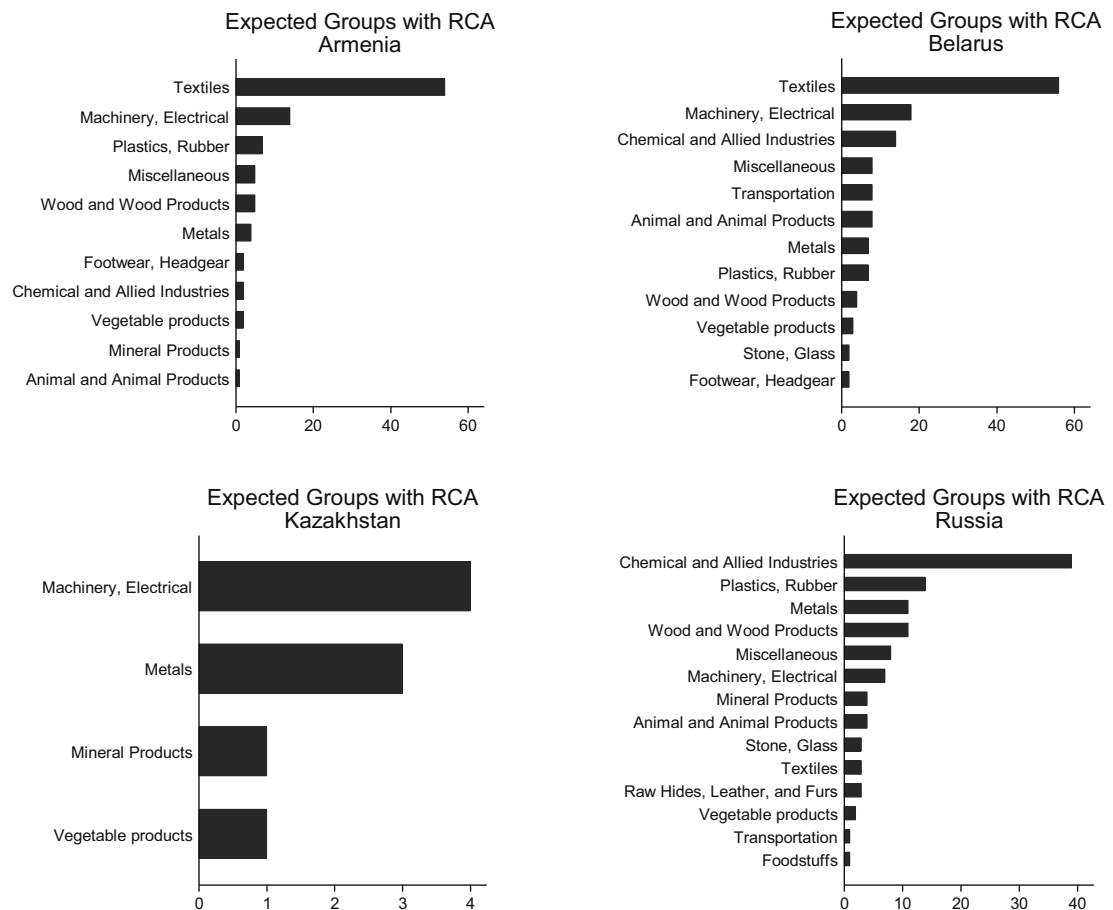 Expected Groups with RCA
Armenia
Textiles
Machinery, Electrical
Plastics, Rubber
Miscellaneous
Wood and Wood Products
Metals
Footwear, Headgear
Chemical and Allied Industries
Vegetable products
Mineral Products
Animal and Animal Products
0 20 40 60
Expected Groups with RCA
Belarus
Textiles
Machinery, Electrical
Chemical and Allied Industries
Miscellaneous
Transportation
Animal and Animal Products
Metals
Plastics, Rubber
Wood and Wood Products
Vegetable products
Stone, Glass
Footwear, Headgear
0 20 40 60
Expected Groups with RCA
Kazakhstan
Machinery, Electrical
Metals
Mineral Products
Vegetable products
0 1 2 3 4
Expected Groups with RCA
Russia
Chemical and Allied Industries
Plastics, Rubber
Metals
Wood and Wood Products
Miscellaneous
Machinery, Electrical
Mineral Products
Animal and Animal Products
Stone, Glass
Textiles
Raw Hides, Leather, and Furs
Vegetable products
Transportation
Foodstuffs
0 10 20 30 40